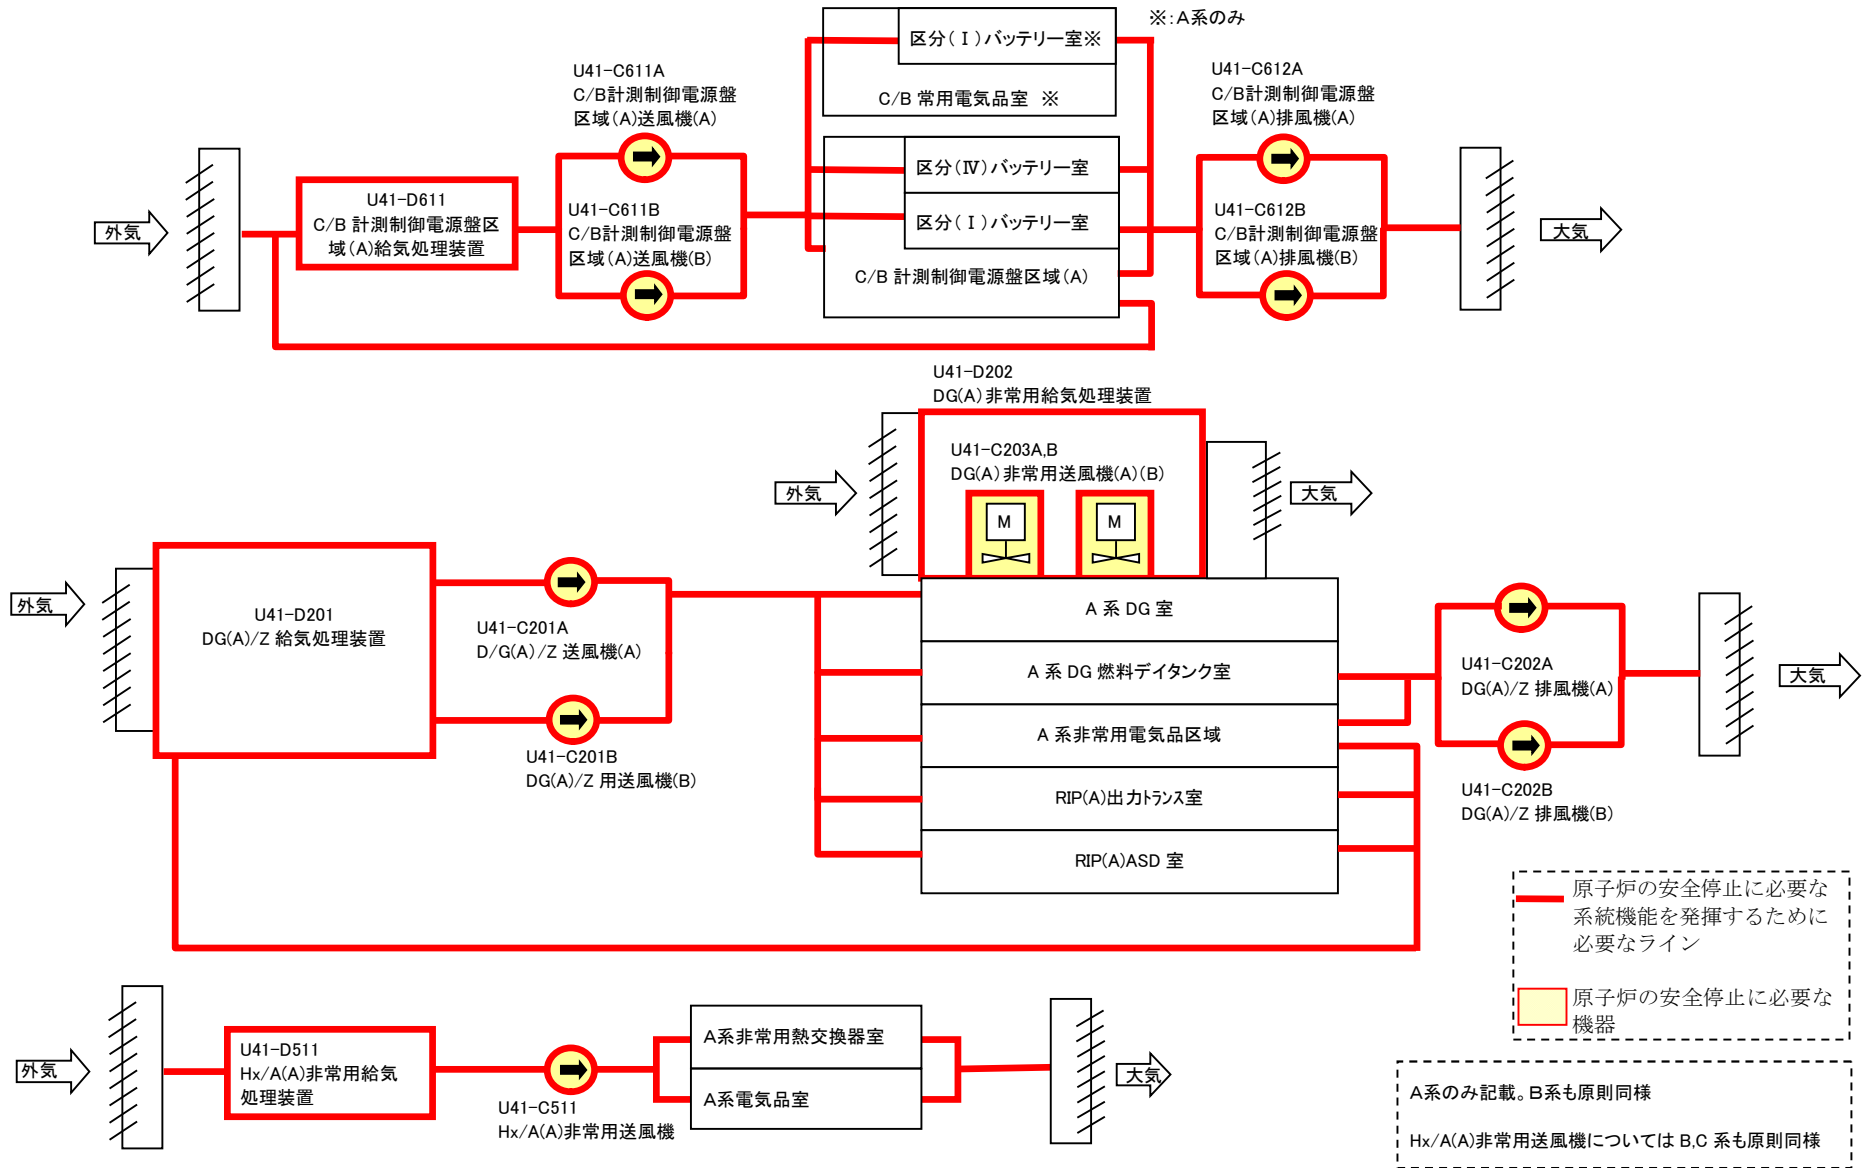 ※:A系のみ
区分(Ⅰ)バッテリー室※
C/B 常用電気品室 ※
U41-C611A
C/B計測制御電源盤
区域(A)送風機(A)
U41-C612A
C/B計測制御電源盤
区域(A)排風機(A)
区分(Ⅳ)バッテリー室
区分(Ⅰ)バッテリー室
C/B 計測制御電源盤区域(A)
外気
U41-D611
C/B 計測制御電源盤区
域(A)給気処理装置
U41-C611B
C/B計測制御電源盤
区域(A)送風機(B)
U41-C612B
C/B計測制御電源盤
区域(A)排風機(B)
大気
U41-D202
DG(A)非常用給気処理装置
U41-C203A,B
DG(A)非常用送風機(A)(B)
外気
M
M
大気
外気
U41-D201
DG(A)/Z 給気処理装置
U41-C201A
D/G(A)/Z 送風機(A)
U41-C201B
DG(A)/Z 用送風機(B)
A 系 DG 室
A 系 DG 燃料デイタンク室
A 系非常用電気品区域
RIP(A)出力トランス室
RIP(A)ASD 室
U41-C202A
DG(A)/Z 排風機(A)
U41-C202B
DG(A)/Z 排風機(B)
大気
原子炉の安全停止に必要な
系統機能を発揮するために
必要なライン
原子炉の安全停止に必要な
機器
外気
U41-D511
Hx/A(A)非常用給気
処理装置
U41-C511
Hx/A(A)非常用送風機
A系非常用熱交換器室
A系電気品室
大気
A系のみ記載。B系も原則同様
Hx/A(A)非常用送風機については B,C 系も原則同様